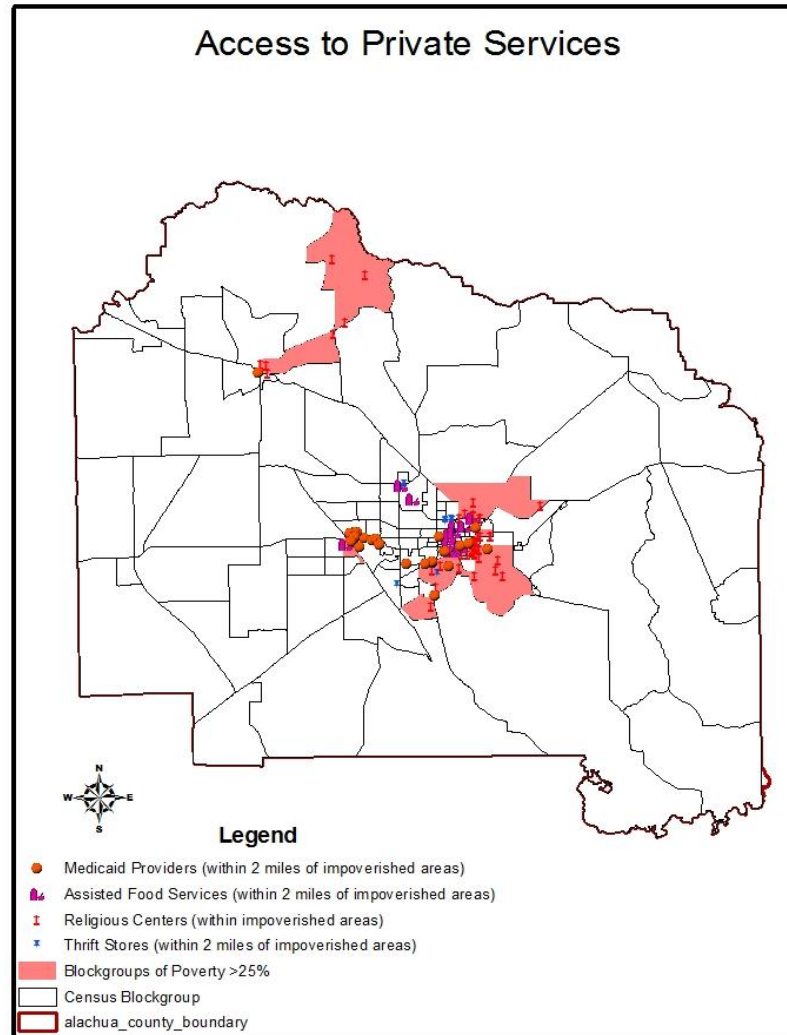 Access to Private Services
N
W E
S
Legend
Medicaid Providers (within 2 miles of impoverished areas)
Assisted Food Services (within 2 miles of impoverished areas)
Religious Centers (within impoverished areas)
Thrift Stores (within 2 miles of impoverished areas)
Blockgroups of Poverty >25%
Census Blockgroup
alachua_county_boundary